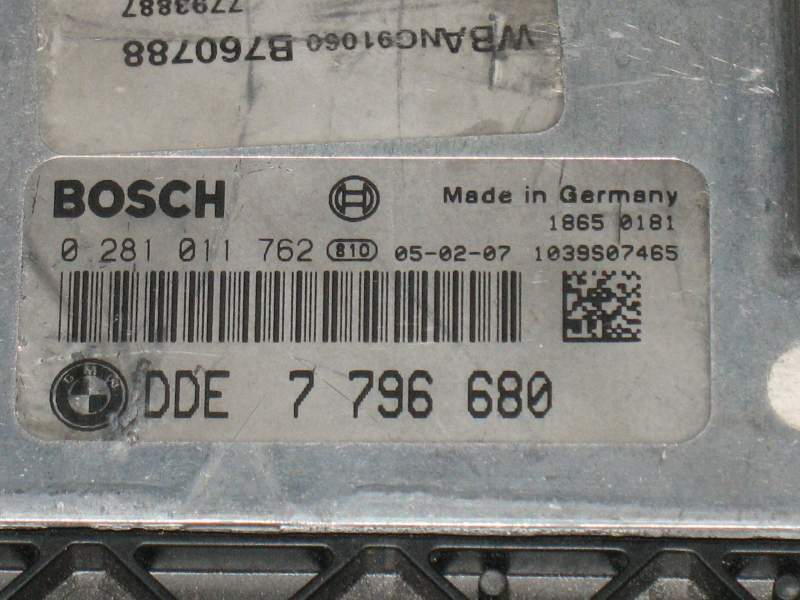 7793887
WBANC91060 B760788
BOSCH
Made in Germany
1865 0181
0 281 011 762 810 05-02-07 1039S07465
BMW DDE 7 796 680